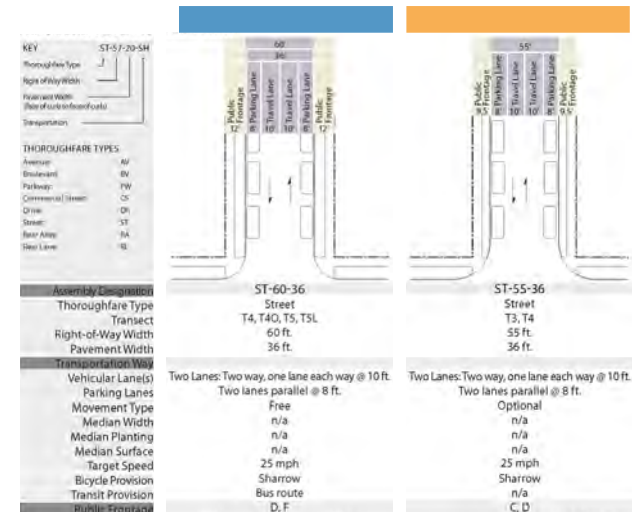 KEY ST-57-20-SH
Thoroughfare Type
Right of Way Width
Pavement Width
(face of curb to face of curb)
Transportation
THOROUGHFARE TYPES
Avenue: AV
Boulevard: BV
Parkway: PW
Commercial Street: CS
Drive: DR
Street: ST
Rear Alley: RA
Rear Lane: RL
60'
36'
Public Frontage 12'
Parking Lane 8'
Travel Lane 10'
Travel Lane 10'
Parking Lane 8'
Public Frontage 12'
55'
Public Frontage
Parking Lane 8'
Travel Lane 10'
Travel Lane 10'
Parking Lane 8'
Public Frontage
Assembly Designation ST-60-36 ST-55-36
Thoroughfare Type Street Street
Transect T4, T4O, T5, T5L T3, T4
Right-of-Way Width 60 ft. 55 ft.
Pavement Width 36 ft. 36 ft.
Transportation Way
Vehicular Lane(s) Two Lanes: Two way, one lane each way @ 10 ft. Two Lanes: Two way, one lane each way @ 10 ft.
Parking Lanes Two lanes parallel @ 8 ft. Two lanes parallel @ 8 ft.
Movement Type Free Optional
Median Width n/a n/a
Median Planting n/a n/a
Median Surface n/a n/a
Target Speed 25 mph 25 mph
Bicycle Provision Sharrow Sharrow
Transit Provision Bus route n/a
Public Frontage D, F C, D